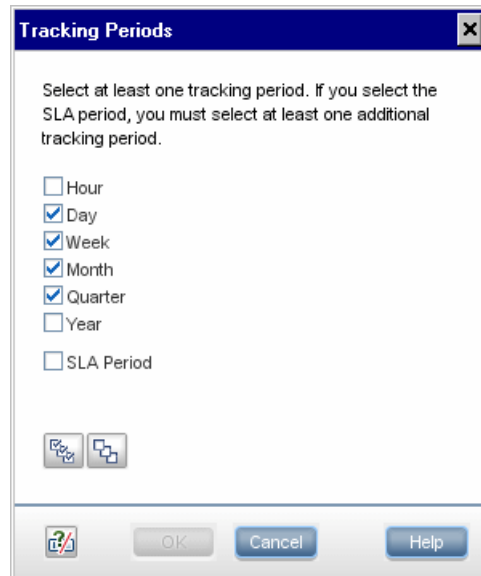 Tracking Periods
Select at least one tracking period. If you select the
SLA period, you must select at least one additional
tracking period.
Hour
Day
Week
Month
Quarter
Year
SLA Period
OK
Cancel
Help